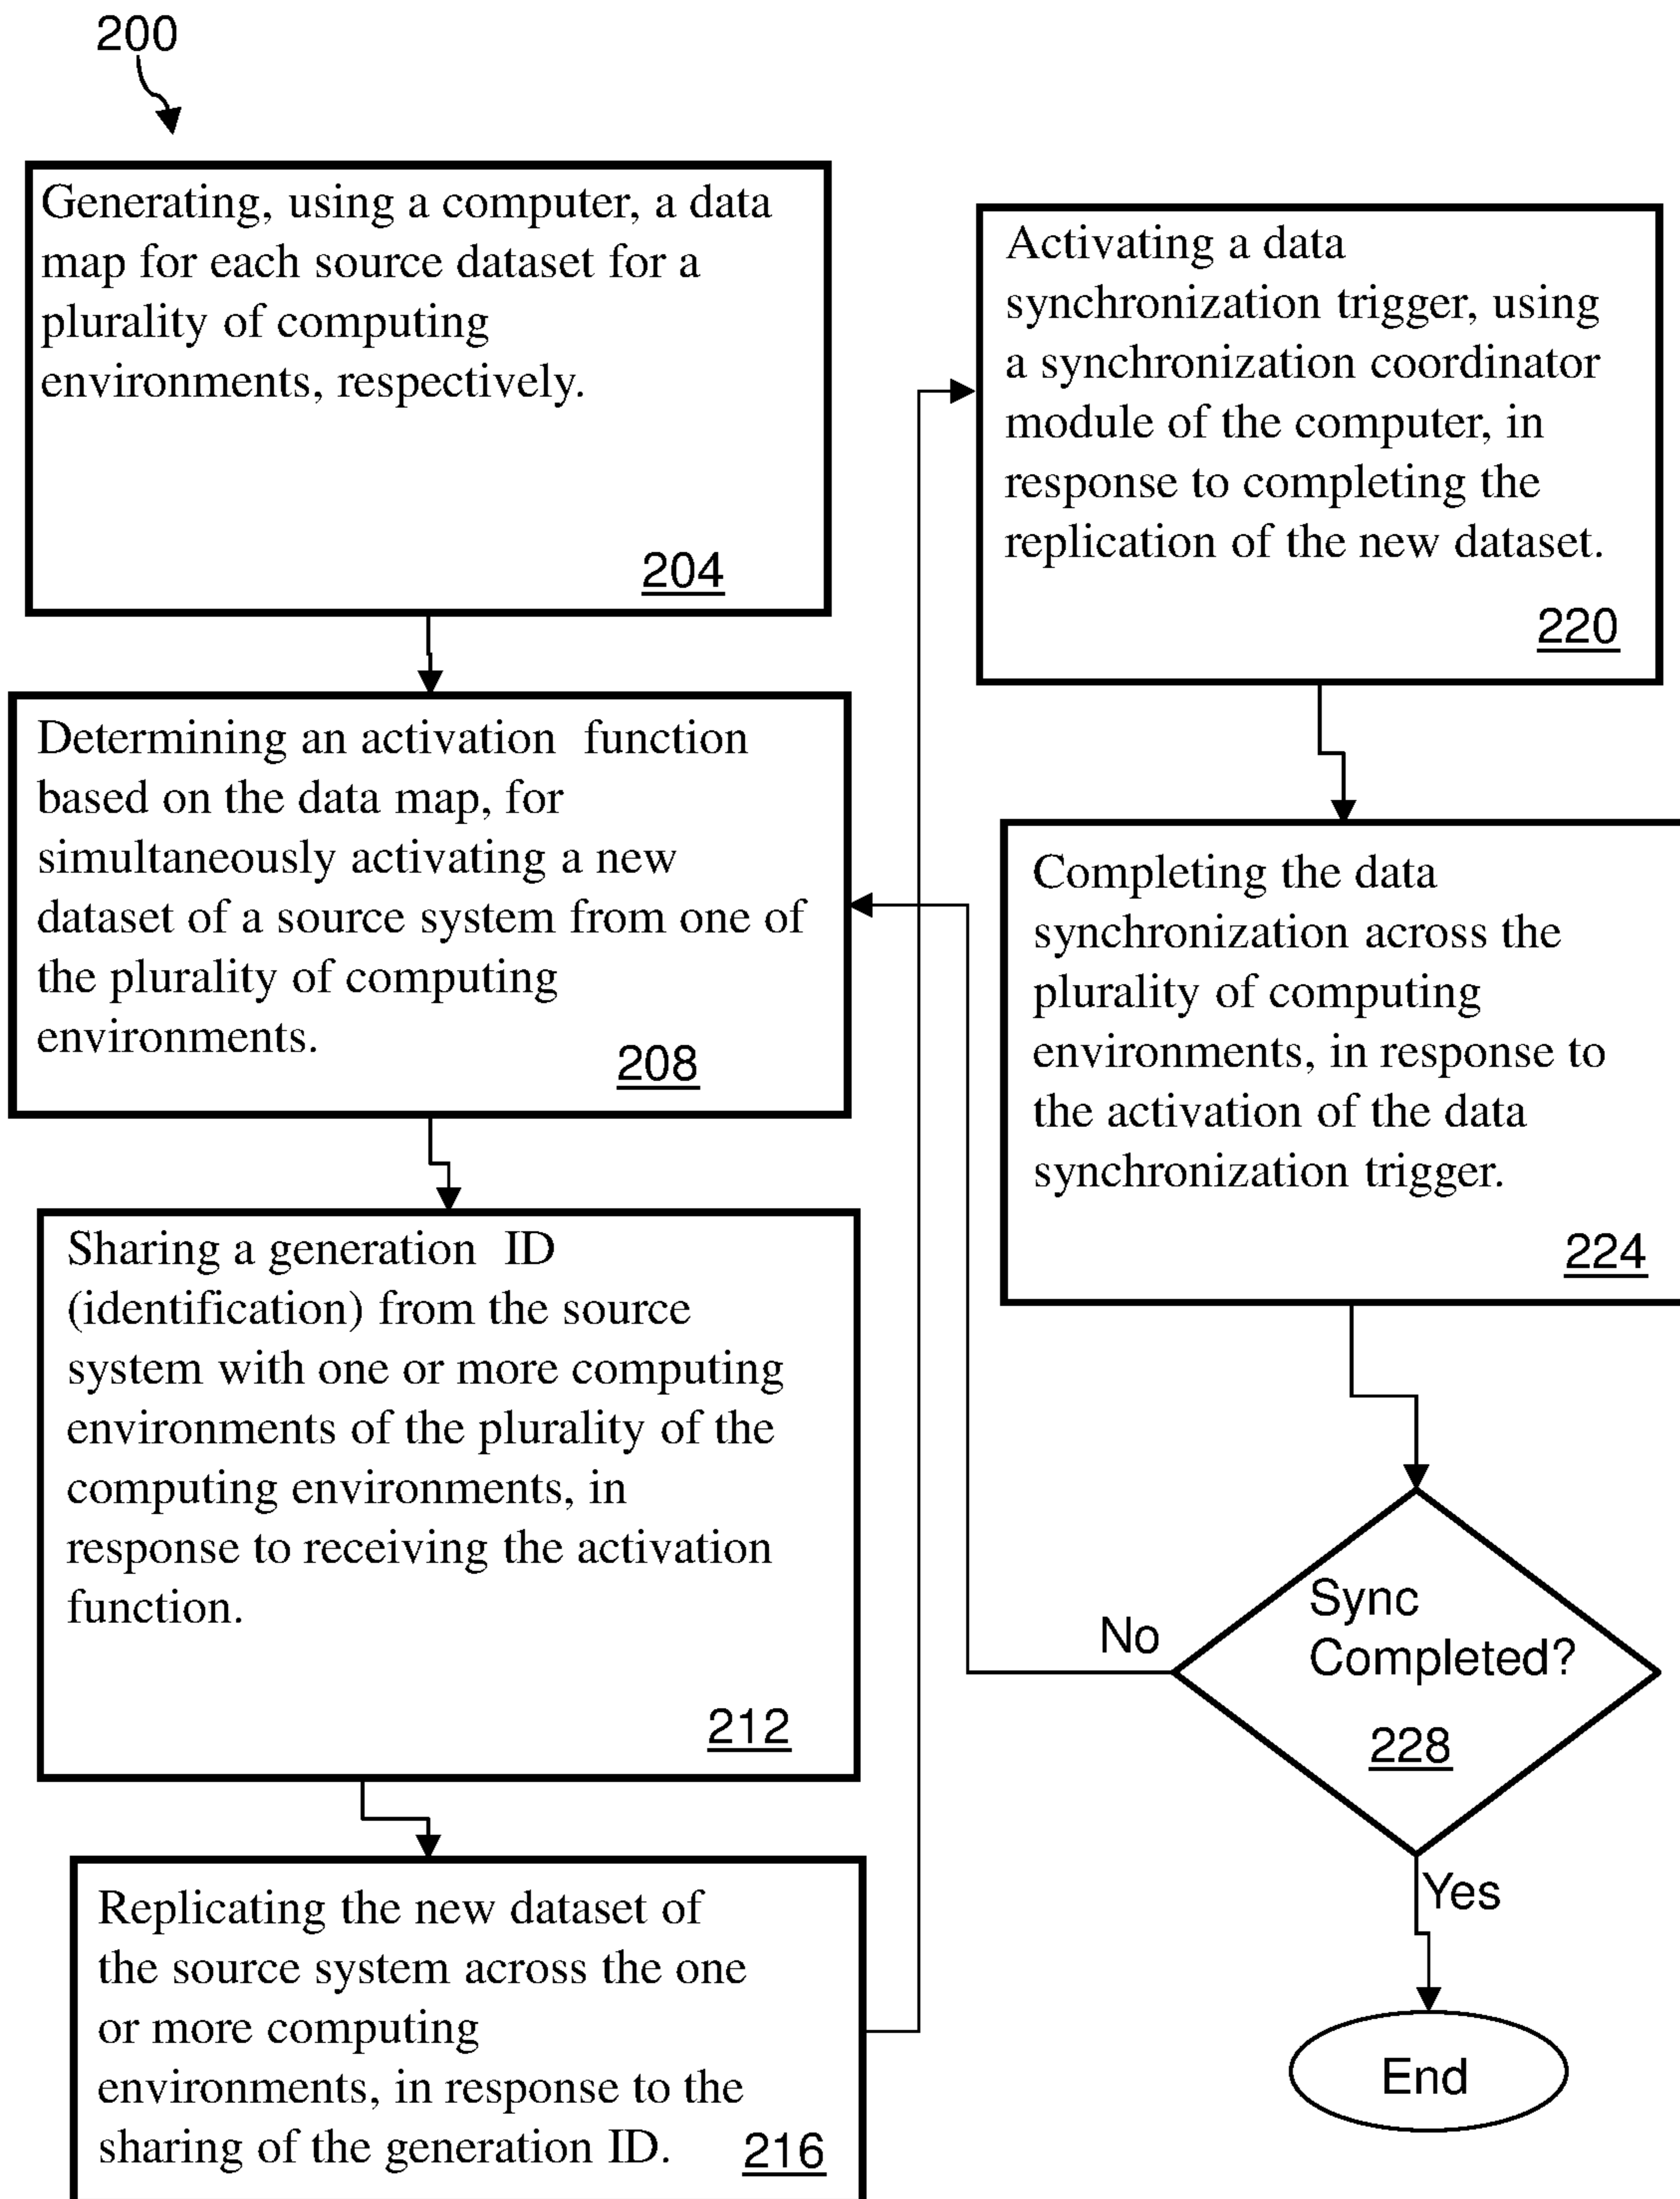 200
Generating, using a computer, a data
map for each source dataset for a
plurality of computing
environments, respectively.
204
Determining an activation function
based on the data map, for
simultaneously activating a new
dataset of a source system from one of
the plurality of computing
environments.
208
Sharing a generation ID
(identification) from the source
system with one or more computing
environments of the plurality of the
computing environments, in
response to receiving the activation
function.
212
Replicating the new dataset of
the source system across the one
or more computing
environments, in response to the
sharing of the generation ID.
216
Activating a data
synchronization trigger, using
a synchronization coordinator
module of the computer, in
response to completing the
replication of the new dataset.
220
Completing the data
synchronization across the
plurality of computing
environments, in response to
the activation of the data
synchronization trigger.
224
Sync
Completed?
228
No
Yes
End